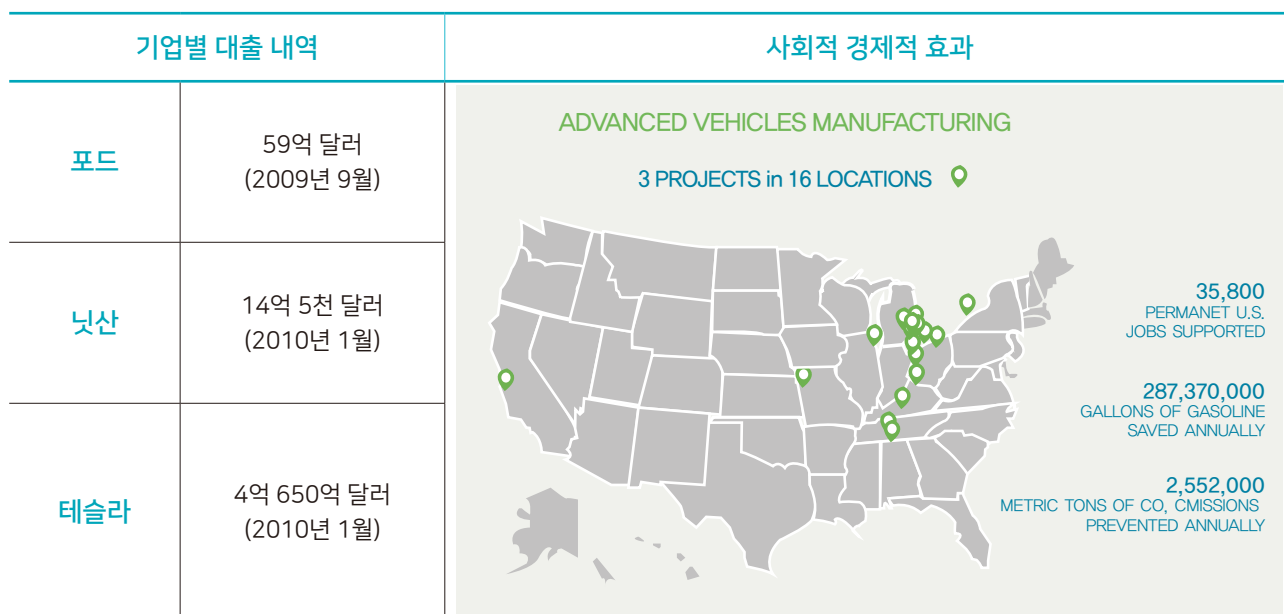 기업별 대출 내역
사회적 경제적 효과
포드
59억 달러
(2009년 9월)
닛산
14억 5천 달러
(2010년 1월)
테슬라
4억 650억 달러
(2010년 1월)
ADVANCED VEHICLES MANUFACTURING
3 PROJECTS in 16 LOCATIONS
35,800
PERMANET U.S.
JOBS SUPPORTED
287,370,000
GALLONS OF GASOLINE
SAVED ANNUALLY
2,552,000
METRIC TONS OF CO, CMISSIONS
PREVENTED ANNUALLY